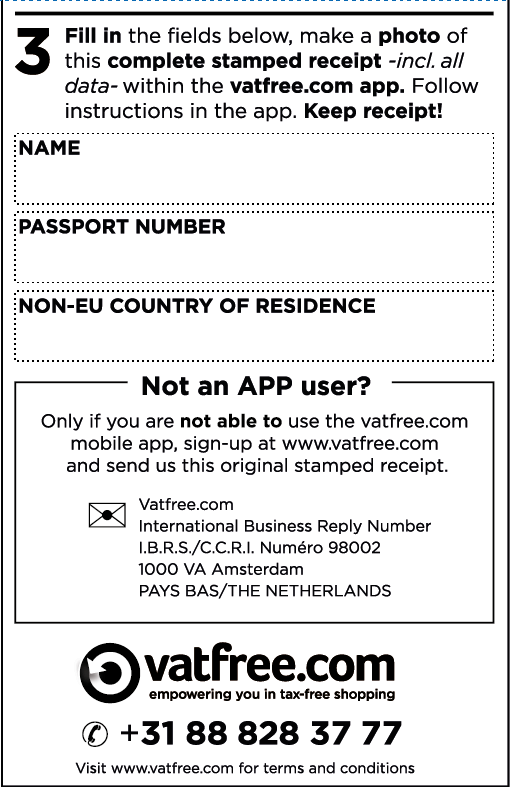 3 Fill in the fields below, make a photo of
this complete stamped receipt -incl. all
data- within the vatfree.com app. Follow
instructions in the app. Keep receipt!
NAME
PASSPORT NUMBER
NON-EU COUNTRY OF RESIDENCE
Not an APP user?
Only if you are not able to use the vatfree.com
mobile app, sign-up at www.vatfree.com
and send us this original stamped receipt.
Vatfree.com
International Business Reply Number
I.B.R.S./C.C.R.I. Numéro 98002
1000 VA Amsterdam
PAYS BAS/THE NETHERLANDS
vatfree.com
empowering you in tax-free shopping
+31 88 828 37 77
Visit www.vatfree.com for terms and conditions